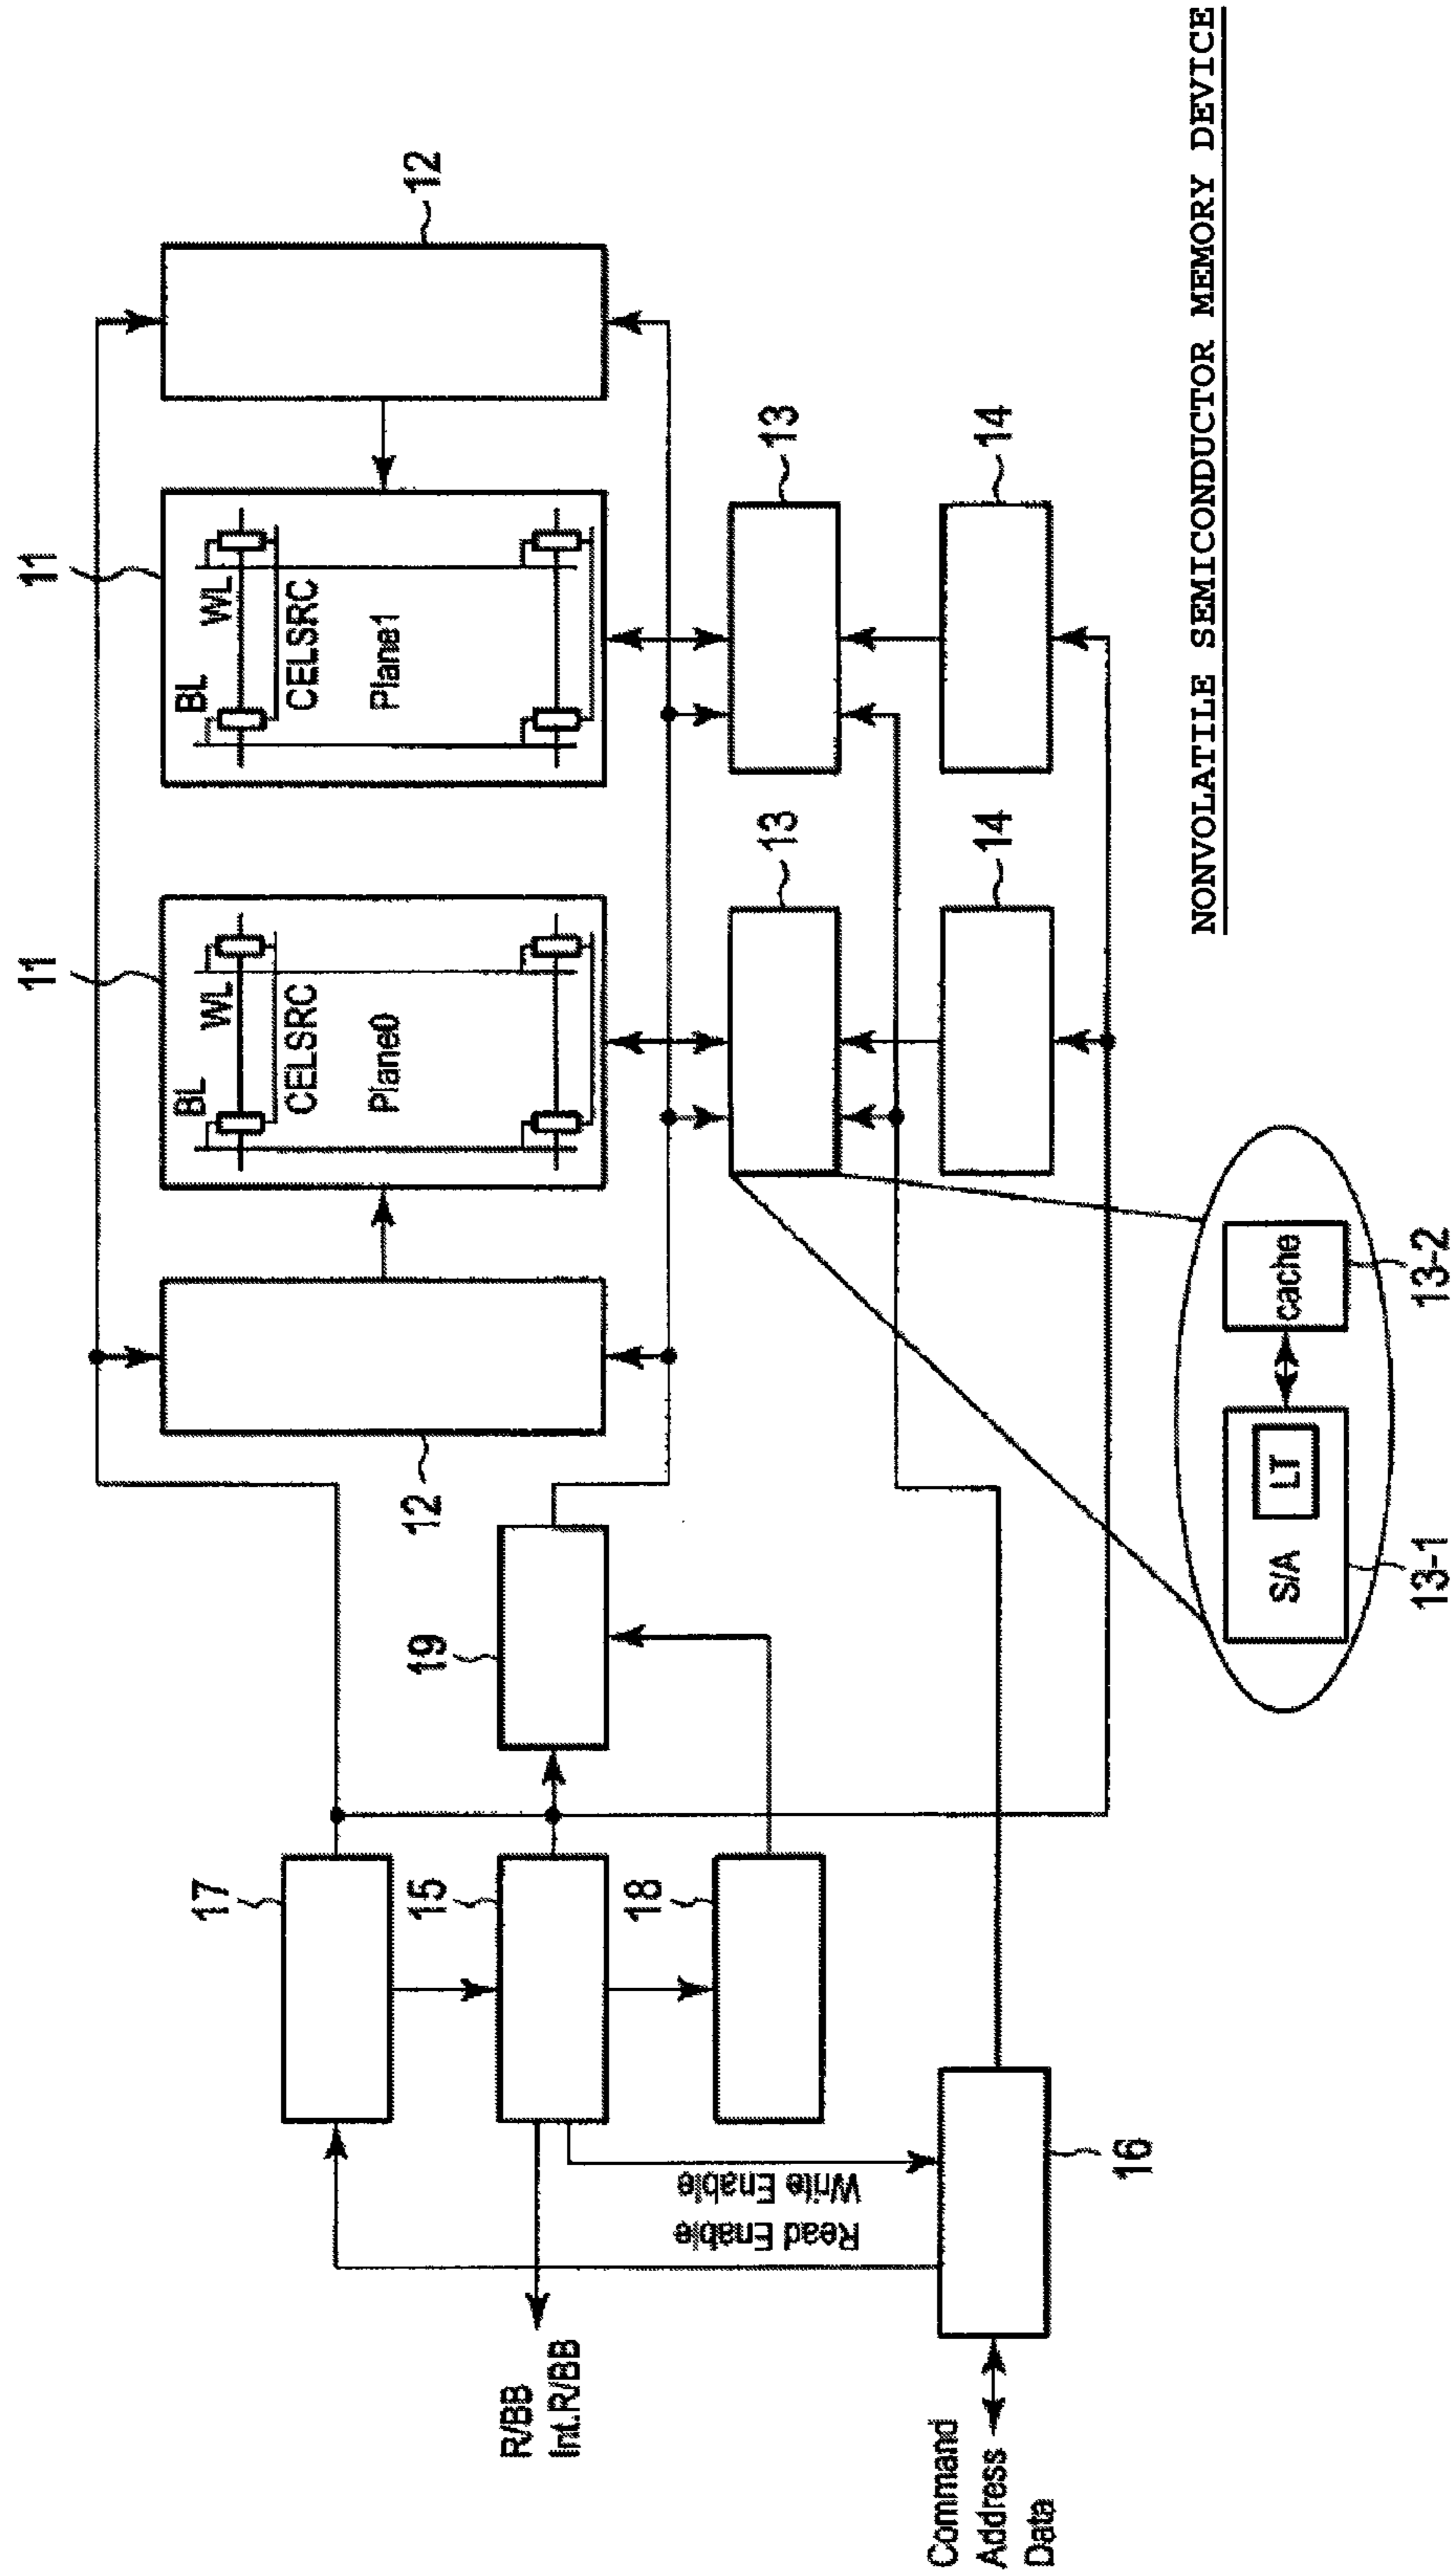 11
11
12
12
BL
WL
CELSRC
Plane0
BL
WL
CELSRC
Plane1
17
19
15
18
13
13
14
14
R/BB
Int.R/BB
Write Enable
Read Enable
Command
Address
Data
16
S/A
LT
cache
13-1
13-2
NONVOLATILE SEMICONDUCTOR MEMORY DEVICE